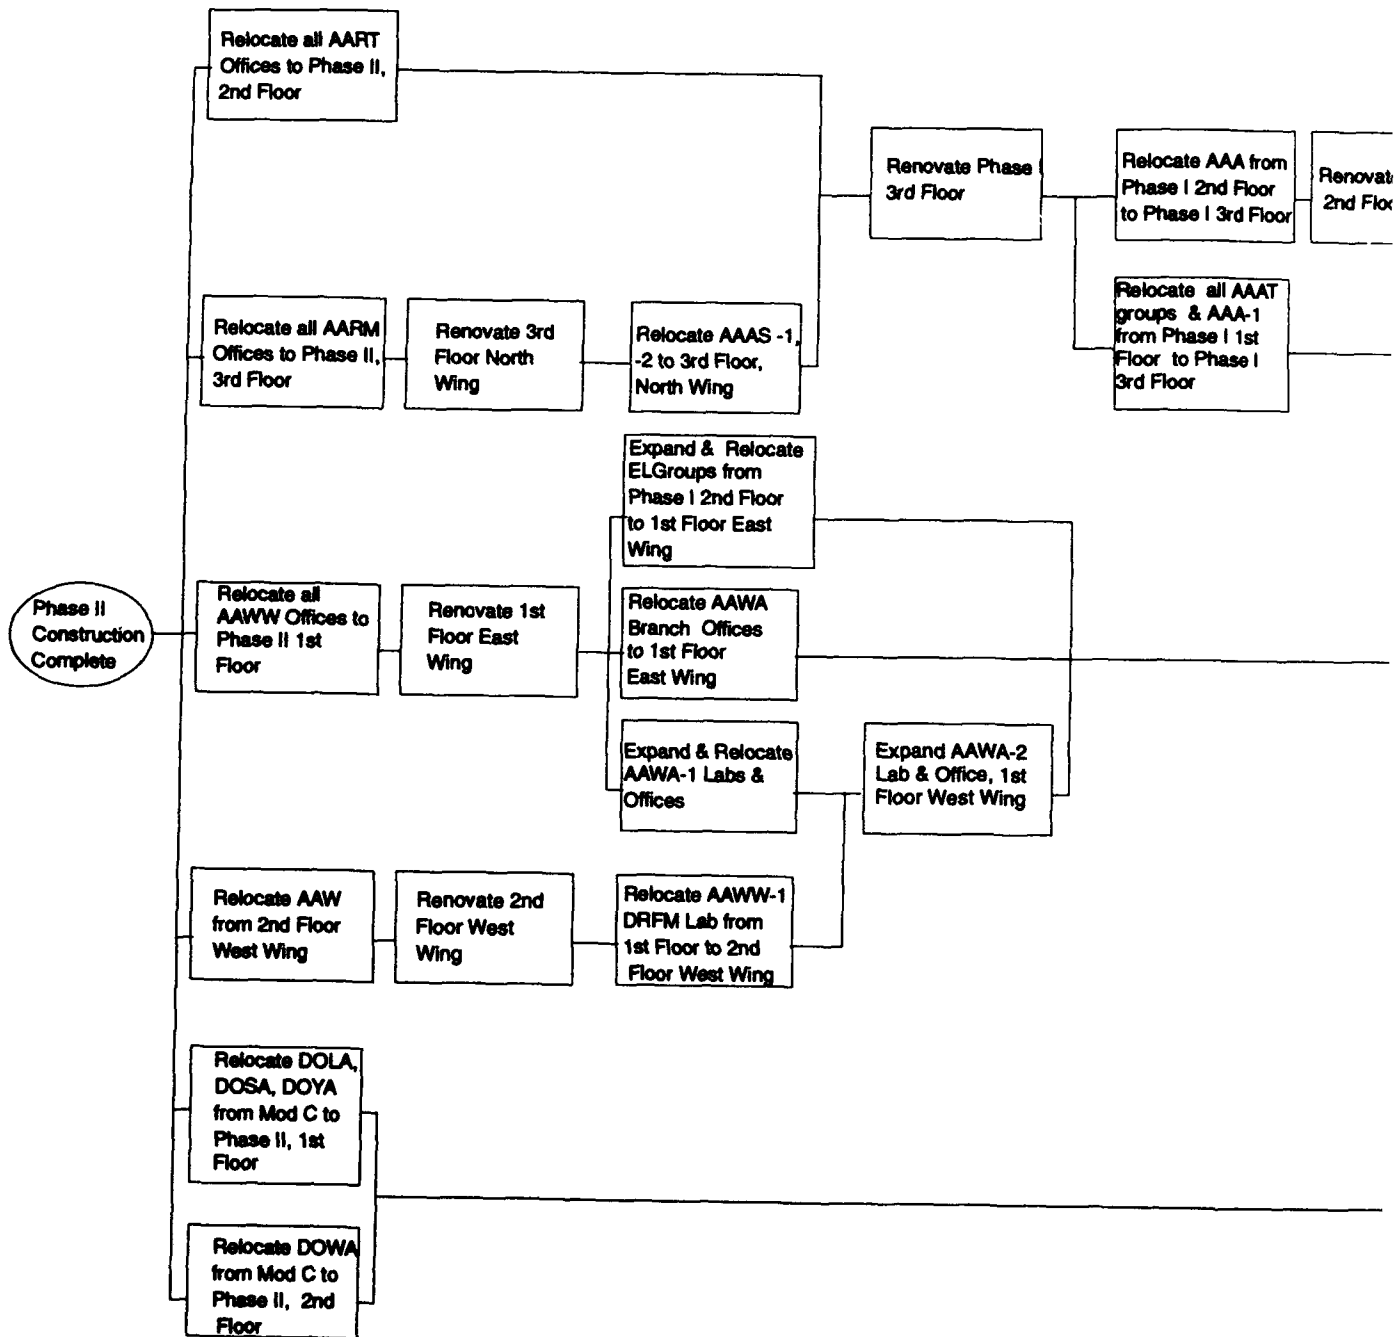 Relocate all AART
Offices to Phase II,
2nd Floor
Renovate Phase I
3rd Floor
Relocate AAA from
Phase I 2nd Floor
to Phase I 3rd Floor
Renovate
2nd Floo
Relocate all AARM
Offices to Phase II,
3rd Floor
Renovate 3rd
Floor North
Wing
Relocate AAAS -1,
-2 to 3rd Floor,
North Wing
Relocate all AAAT
groups & AAA-1
from Phase I 1st
Floor to Phase I
3rd Floor
Expand & Relocate
ELGroups from
Phase I 2nd Floor
to 1st Floor East
Wing
Phase II
Construction
Complete
Relocate all
AAWW Offices to
Phase II 1st
Floor
Renovate 1st
Floor East
Wing
Relocate AAWA
Branch Offices
to 1st Floor
East Wing
Expand & Relocate
AAWA-1 Labs &
Offices
Expand AAWA-2
Lab & Office, 1st
Floor West Wing
Relocate AAW
from 2nd Floor
West Wing
Renovate 2nd
Floor West
Wing
Relocate AAWW-1
DRFM Lab from
1st Floor to 2nd
Floor West Wing
Relocate DOLA,
DOSA, DOYA
from Mod C to
Phase II, 1st
Floor
Relocate DOWA
from Mod C to
Phase II, 2nd
Floor